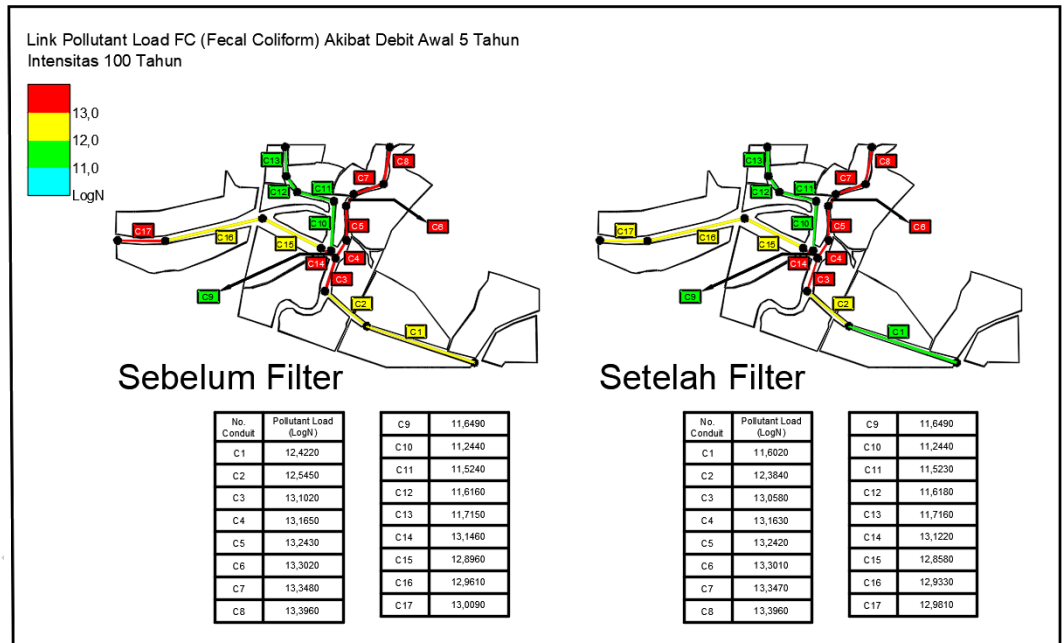 Link Pollutant Load FC (Fecal Coliform) Akibat Debit Awal 5 Tahun
Intensitas 100 Tahun
13,0
12,0
11,0
LogN
C13
C8
C7
C12
C11
C10
C5
C6
C17
C16
C15
C4
C14
C3
C9
C2
C1
Sebelum Filter
C13
C8
C7
C12
C11
C10
C5
C6
C17
C16
C15
C4
C14
C3
C9
C2
C1
Setelah Filter
No. Conduit Pollutant Load (LogN)
C1 12,4220
C2 12,5450
C3 13,1020
C4 13,1650
C5 13,2430
C6 13,3020
C7 13,3480
C8 13,3960
C9 11,6490
C10 11,2440
C11 11,5240
C12 11,6160
C13 11,7150
C14 13,1460
C15 12,8960
C16 12,9610
C17 13,0090
No. Conduit Pollutant Load (LogN)
C1 11,6020
C2 12,3840
C3 13,0580
C4 13,1630
C5 13,2420
C6 13,3010
C7 13,3470
C8 13,3960
C9 11,6490
C10 11,2440
C11 11,5230
C12 11,6180
C13 11,7160
C14 13,1220
C15 12,8580
C16 12,9330
C17 12,9810